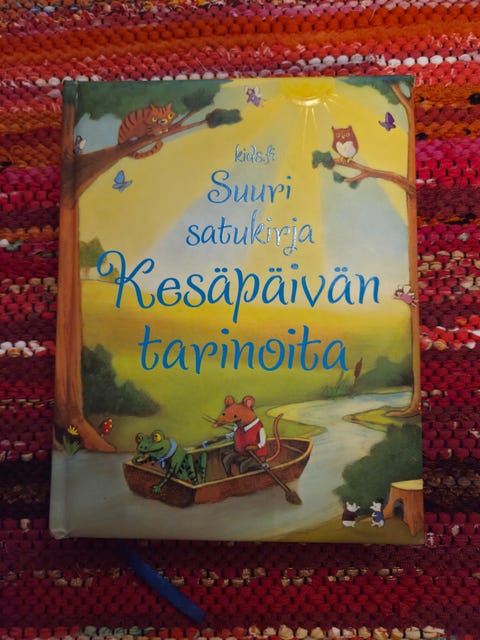 kids.fi
Suuri
satukirja
Kesäpäivän
tarinoita